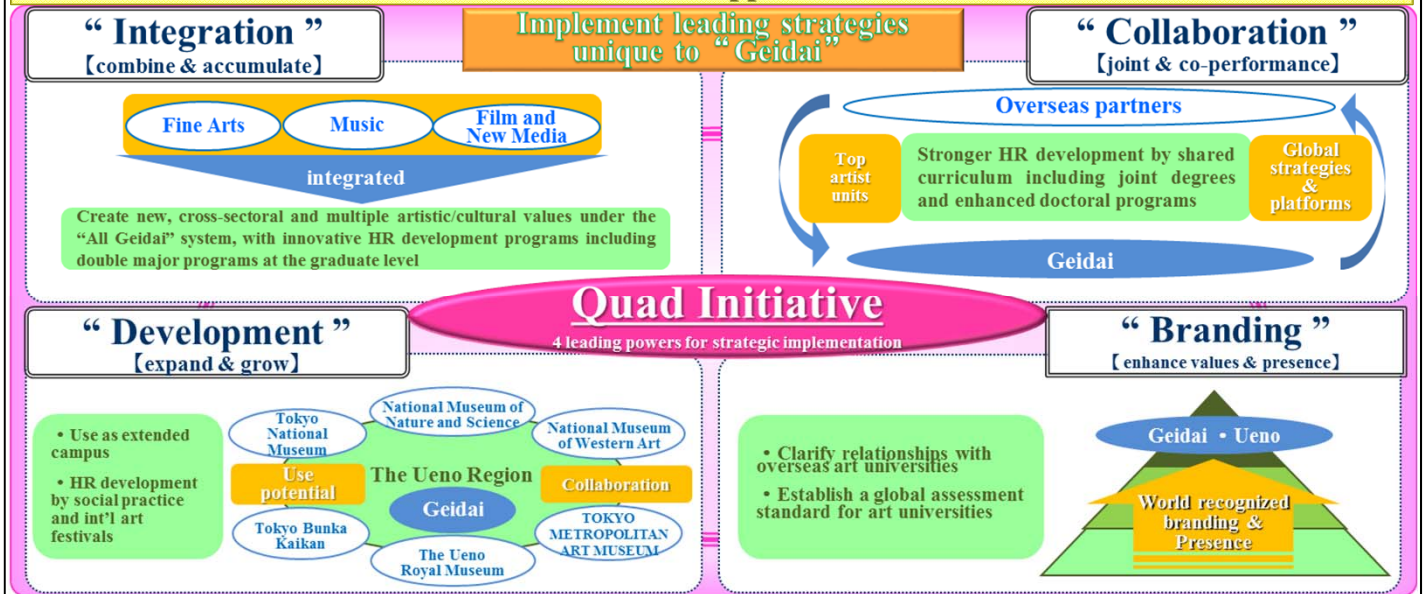 Implement leading strategies
unique to “Geidai”
“ Integration ”
【combine & accumulate】
Fine Arts
Music
Film and
New Media
integrated
Create new, cross-sectoral and multiple artistic/cultural values under the
“All Geidai” system, with innovative HR development programs including
double major programs at the graduate level
“ Collaboration ”
【joint & co-performance】
Overseas partners
Top
artist
units
Stronger HR development by shared
curriculum including joint degrees
and enhanced doctoral programs
Global
strategies
&
platforms
Geidai
Quad Initiative
4 leading powers for strategic implementation
“ Development ”
【expand & grow】
・Use as extended
campus
・HR development
by social practice
and int’l art
festivals
Tokyo
National
Museum
National Museum of
Nature and Science
National Museum
of Western Art
Use
potential
The Ueno Region
Collaboration
Geidai
Tokyo Bunka
Kaikan
The Ueno
Royal Museum
TOKYO
METROPOLITAN
ART MUSEUM
“ Branding ”
【enhance values & presence】
・Clarify relationships with
overseas art universities
・Establish a global assessment
standard for art universities
Geidai ・Ueno
World recognized
branding &
Presence